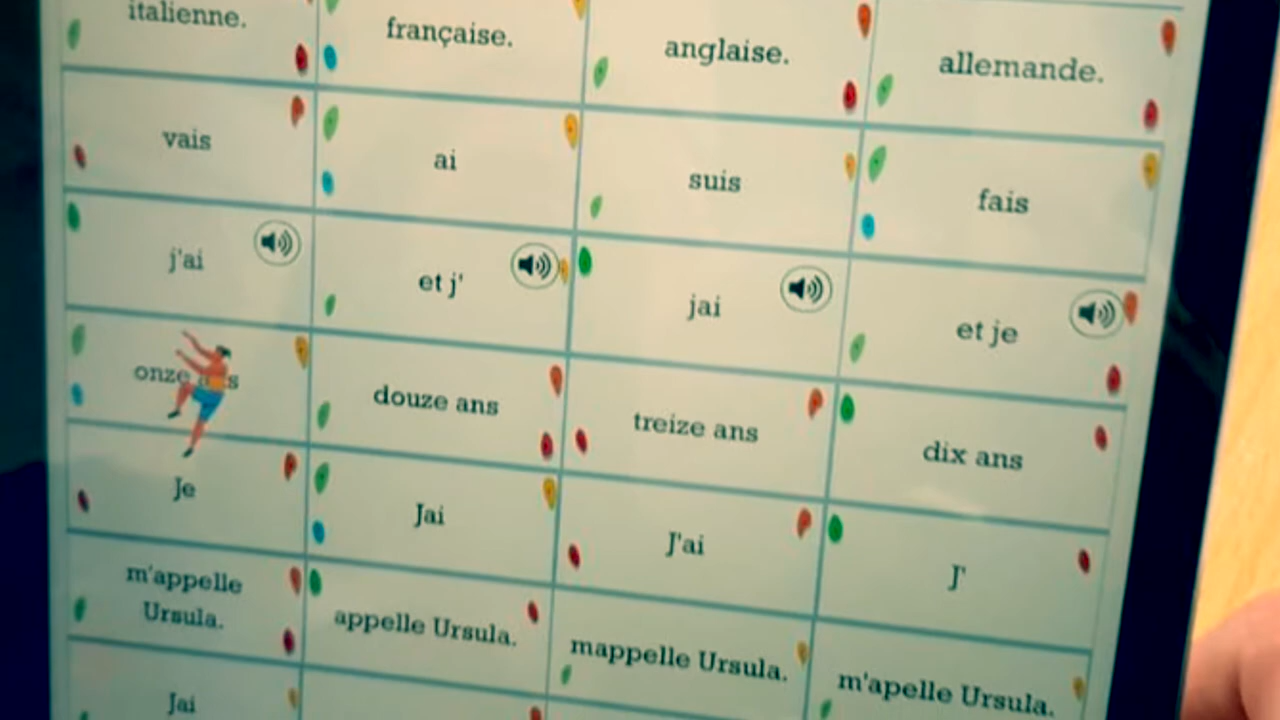 italienne.
française.
anglaise.
allemande.
vais
ai
suis
fais
j'ai
et j'
jai
et je
onze
douze ans
treize ans
dix ans
Je
Jai
J'ai
J'
m'appelle
Ursula.
appelle Ursula.
mappelle Ursula.
m'apelle Ursula.
Jai